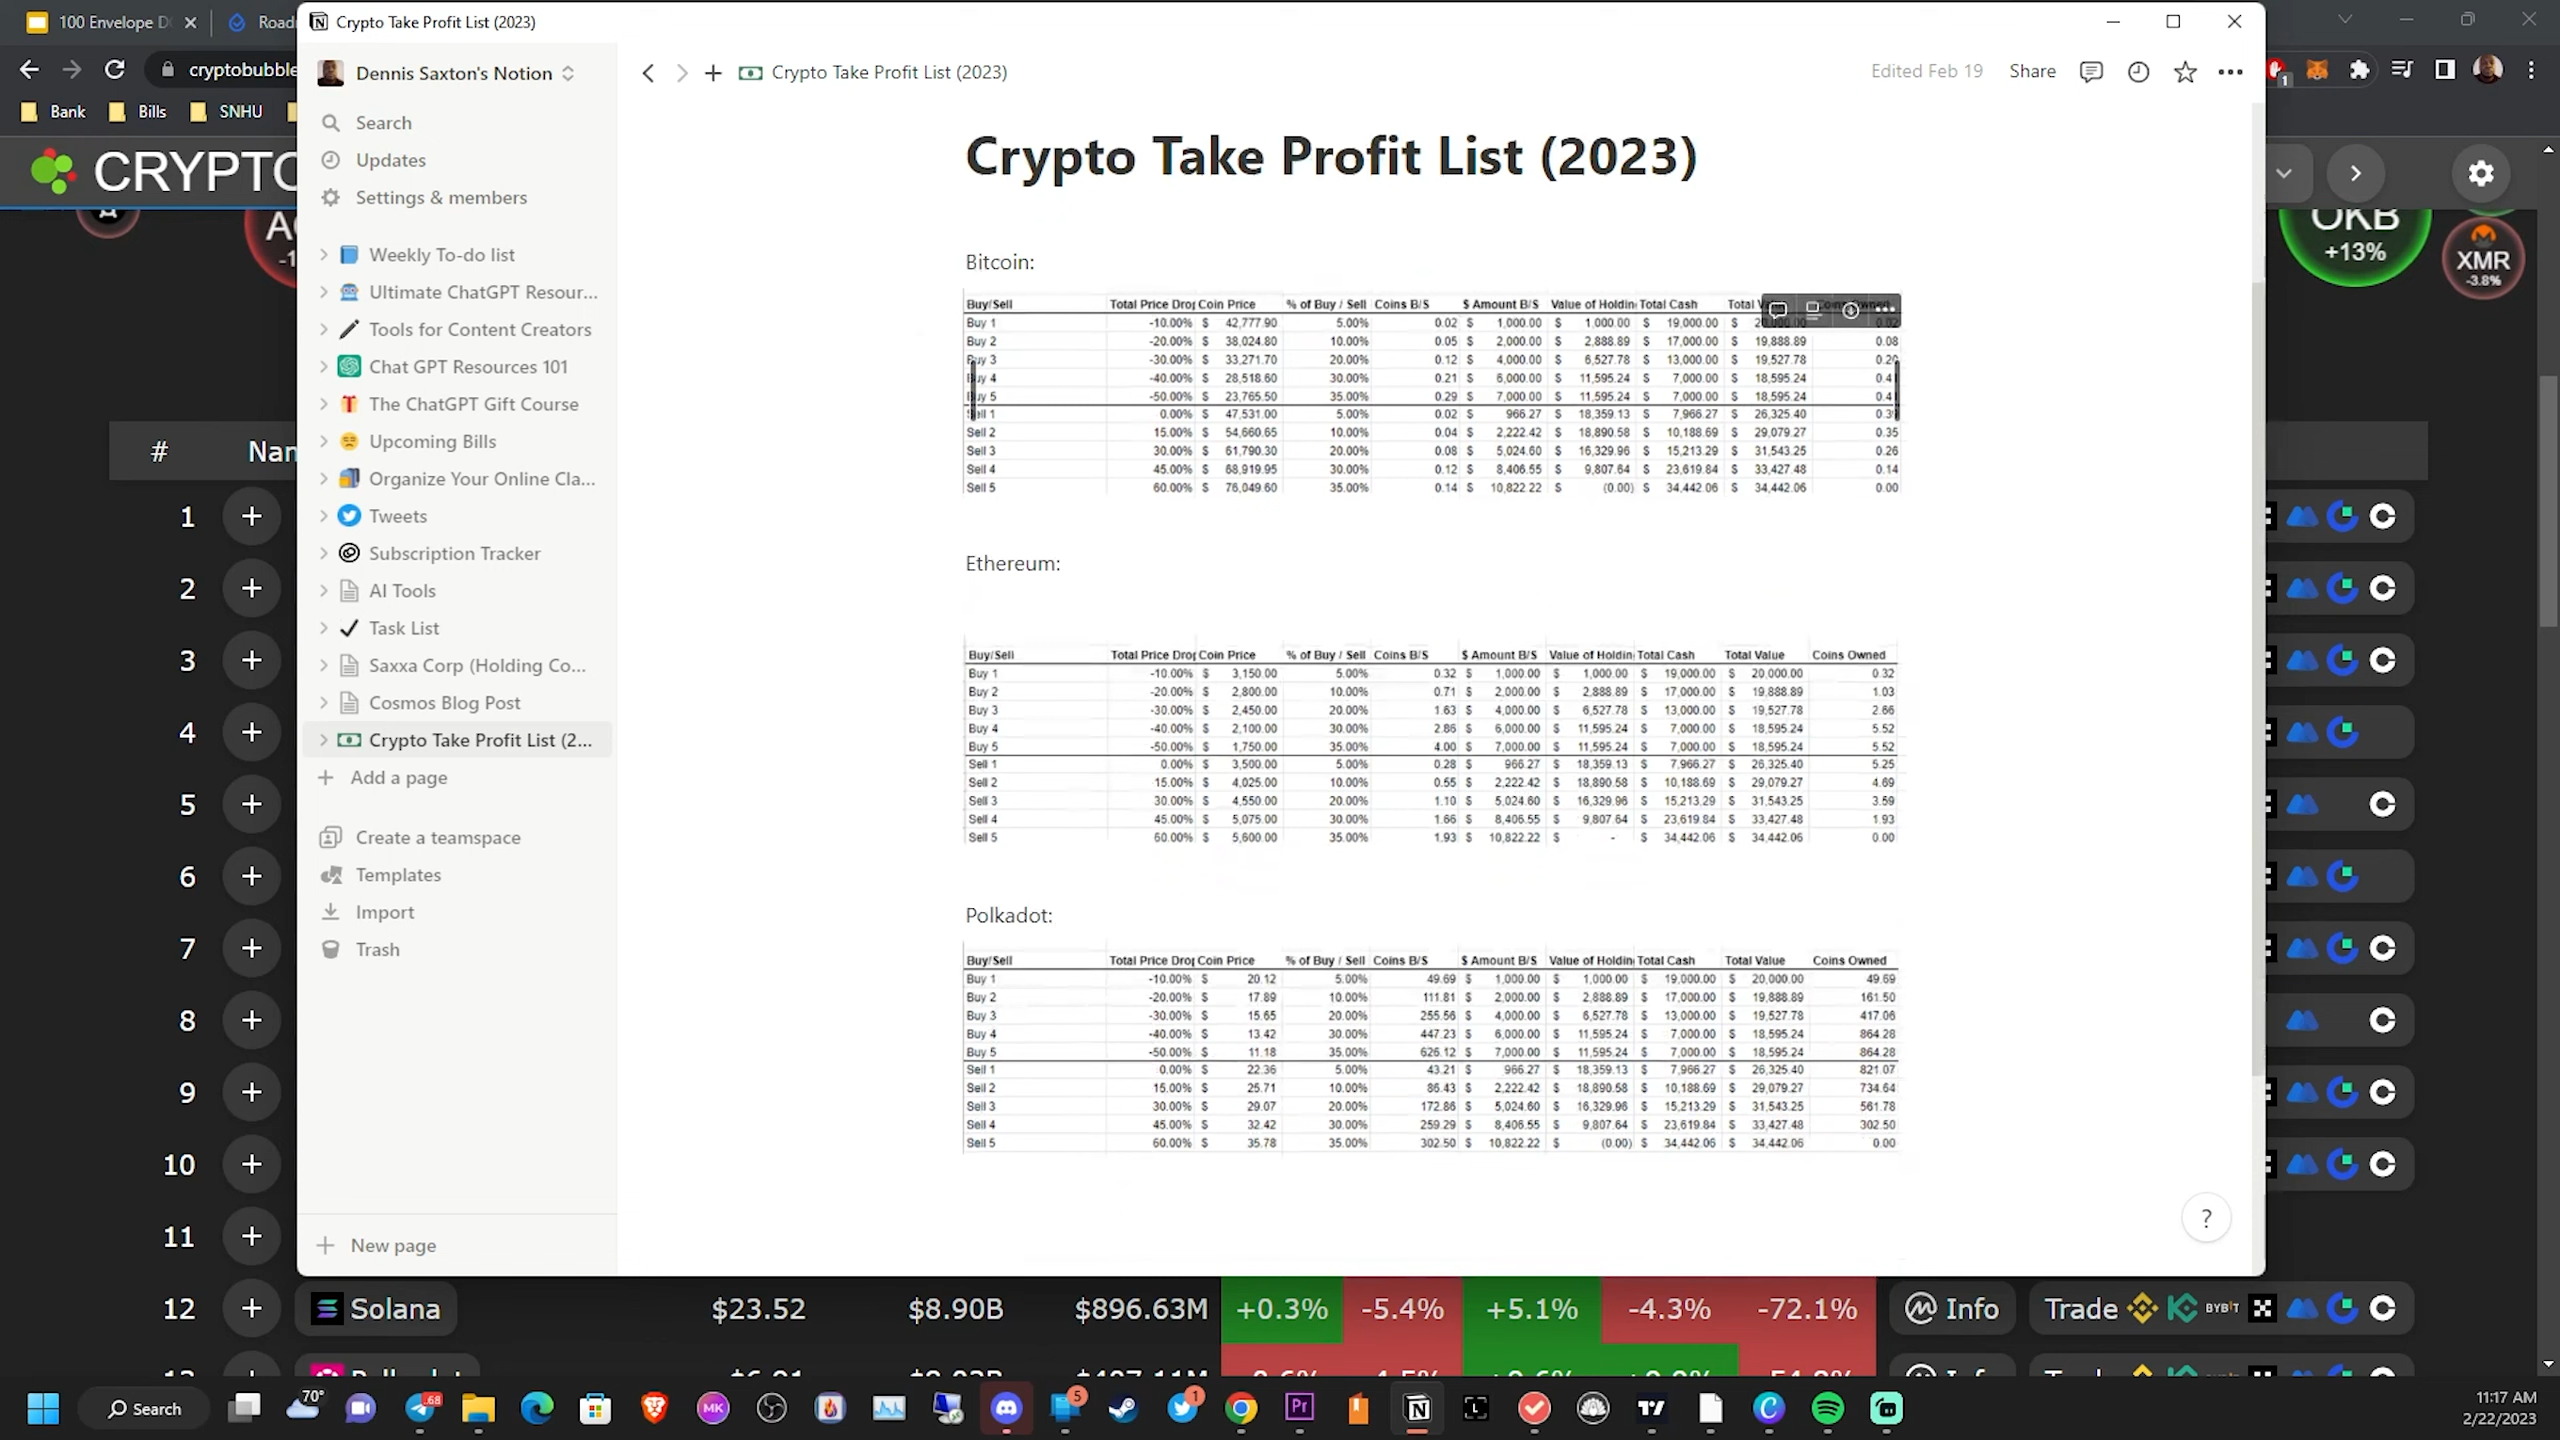 100 Envelope D
Road
Crypto Take Profit List (2023)
cryptobubble
Bank
Bills
SNHU
CRYPTO
Dennis Saxton's Notion
Crypto Take Profit List (2023)
Edited Feb 19
Share
Search
Updates
Settings & members
Weekly To-do list
Ultimate ChatGPT Resour...
Tools for Content Creators
Chat GPT Resources 101
The ChatGPT Gift Course
Upcoming Bills
Organize Your Online Cla...
Tweets
Subscription Tracker
AI Tools
Task List
Saxxa Corp (Holding Co...
Cosmos Blog Post
Crypto Take Profit List (2...
Add a page
Create a teamspace
Templates
Import
Trash
New page
Crypto Take Profit List (2023)
Bitcoin:
Buy/Sell Total Price Drop Coin Price % of Buy / Sell Coins B/S $ Amount B/S Value of Holdin Total Cash Total V Coins Owned
Buy 1 -10.00% $ 42,777.90 5.00% 0.02 $ 1,000.00 $ 1,000.00 $ 19,000.00 $ 20,000.00 0.02
Buy 2 -20.00% $ 38,024.80 10.00% 0.05 $ 2,000.00 $ 2,888.89 $ 17,000.00 $ 19,888.89 0.08
Buy 3 -30.00% $ 33,271.70 20.00% 0.12 $ 4,000.00 $ 6,527.78 $ 13,000.00 $ 19,527.78 0.20
Buy 4 -40.00% $ 28,518.60 30.00% 0.21 $ 6,000.00 $ 11,595.24 $ 7,000.00 $ 18,595.24 0.41
Buy 5 -50.00% $ 23,765.50 35.00% 0.29 $ 7,000.00 $ 11,595.24 $ 7,000.00 $ 18,595.24 0.41
Sell 1 0.00% $ 47,531.00 5.00% 0.02 $ 966.27 $ 18,359.13 $ 7,966.27 $ 26,325.40 0.39
Sell 2 15.00% $ 54,660.65 10.00% 0.04 $ 2,222.42 $ 18,890.58 $ 10,188.69 $ 29,079.27 0.35
Sell 3 30.00% $ 61,790.30 20.00% 0.08 $ 5,024.60 $ 16,329.96 $ 15,213.29 $ 31,543.25 0.26
Sell 4 45.00% $ 68,919.95 30.00% 0.12 $ 8,406.55 $ 9,807.64 $ 23,619.84 $ 33,427.48 0.14
Sell 5 60.00% $ 76,049.60 35.00% 0.14 $ 10,822.22 $ (0.00) $ 34,442.06 $ 34,442.06 0.00
Ethereum:
Buy/Sell Total Price Drop Coin Price % of Buy / Sell Coins B/S $ Amount B/S Value of Holdin Total Cash Total Value Coins Owned
Buy 1 -10.00% $ 3,150.00 5.00% 0.32 $ 1,000.00 $ 1,000.00 $ 19,000.00 $ 20,000.00 0.32
Buy 2 -20.00% $ 2,800.00 10.00% 0.71 $ 2,000.00 $ 2,888.89 $ 17,000.00 $ 19,888.89 1.03
Buy 3 -30.00% $ 2,450.00 20.00% 1.63 $ 4,000.00 $ 6,527.78 $ 13,000.00 $ 19,527.78 2.66
Buy 4 -40.00% $ 2,100.00 30.00% 2.86 $ 6,000.00 $ 11,595.24 $ 7,000.00 $ 18,595.24 5.52
Buy 5 -50.00% $ 1,750.00 35.00% 4.00 $ 7,000.00 $ 11,595.24 $ 7,000.00 $ 18,595.24 5.52
Sell 1 0.00% $ 3,500.00 5.00% 0.28 $ 966.27 $ 18,359.13 $ 7,966.27 $ 26,325.40 5.25
Sell 2 15.00% $ 4,025.00 10.00% 0.55 $ 2,222.42 $ 18,890.58 $ 10,188.69 $ 29,079.27 4.69
Sell 3 30.00% $ 4,550.00 20.00% 1.10 $ 5,024.60 $ 16,329.96 $ 15,213.29 $ 31,543.25 3.59
Sell 4 45.00% $ 5,075.00 30.00% 1.66 $ 8,406.55 $ 9,807.64 $ 23,619.84 $ 33,427.48 1.93
Sell 5 60.00% $ 5,600.00 35.00% 1.93 $ 10,822.22 $ - $ 34,442.06 $ 34,442.06 0.00
Polkadot:
Buy/Sell Total Price Drop Coin Price % of Buy / Sell Coins B/S $ Amount B/S Value of Holdin Total Cash Total Value Coins Owned
Buy 1 -10.00% $ 20.12 5.00% 49.69 $ 1,000.00 $ 1,000.00 $ 19,000.00 $ 20,000.00 49.69
Buy 2 -20.00% $ 17.89 10.00% 111.81 $ 2,000.00 $ 2,888.89 $ 17,000.00 $ 19,888.89 161.50
Buy 3 -30.00% $ 15.65 20.00% 255.56 $ 4,000.00 $ 6,527.78 $ 13,000.00 $ 19,527.78 417.06
Buy 4 -40.00% $ 13.42 30.00% 447.23 $ 6,000.00 $ 11,595.24 $ 7,000.00 $ 18,595.24 864.28
Buy 5 -50.00% $ 11.18 35.00% 626.12 $ 7,000.00 $ 11,595.24 $ 7,000.00 $ 18,595.24 864.28
Sell 1 0.00% $ 22.36 5.00% 43.21 $ 966.27 $ 18,359.13 $ 7,966.27 $ 26,325.40 821.07
Sell 2 15.00% $ 25.71 10.00% 86.43 $ 2,222.42 $ 18,890.58 $ 10,188.69 $ 29,079.27 734.64
Sell 3 30.00% $ 29.07 20.00% 172.86 $ 5,024.60 $ 16,329.96 $ 15,213.29 $ 31,543.25 561.78
Sell 4 45.00% $ 32.42 30.00% 259.29 $ 8,406.55 $ 9,807.64 $ 23,619.84 $ 33,427.48 302.50
Sell 5 60.00% $ 35.78 35.00% 302.50 $ 10,822.22 $ (0.00) $ 34,442.06 $ 34,442.06 0.00
?
OKB
+13%
XMR
-3.8%
# Nam
1
2
3
4
5
6
7
8
9
10
11
12 Solana $23.52 $8.90B $896.63M +0.3% -5.4% +5.1% -4.3% -72.1% Info Trade BYBIT
70°
Search
.68
5
1
11:17 AM
2/22/2023